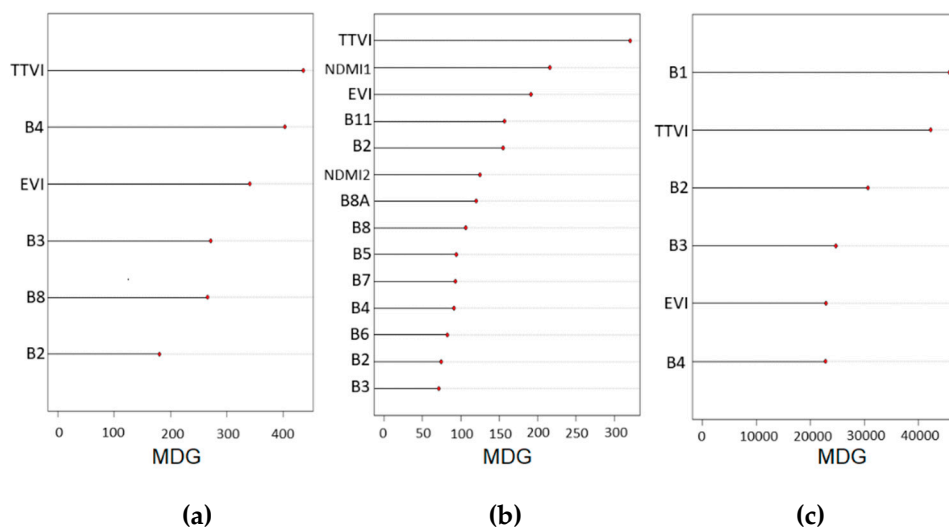 TTVI
B4
EVI
B3
B8
B2
0 100 200 300 400
MDG
(a)
TTVI
NDMI1
EVI
B11
B2
NDMI2
B8A
B8
B5
B7
B4
B6
B2
B3
0 50 100 150 200 250 300
MDG
(b)
B1
TTVI
B2
B3
EVI
B4
0 10000 20000 30000 40000
MDG
(c)